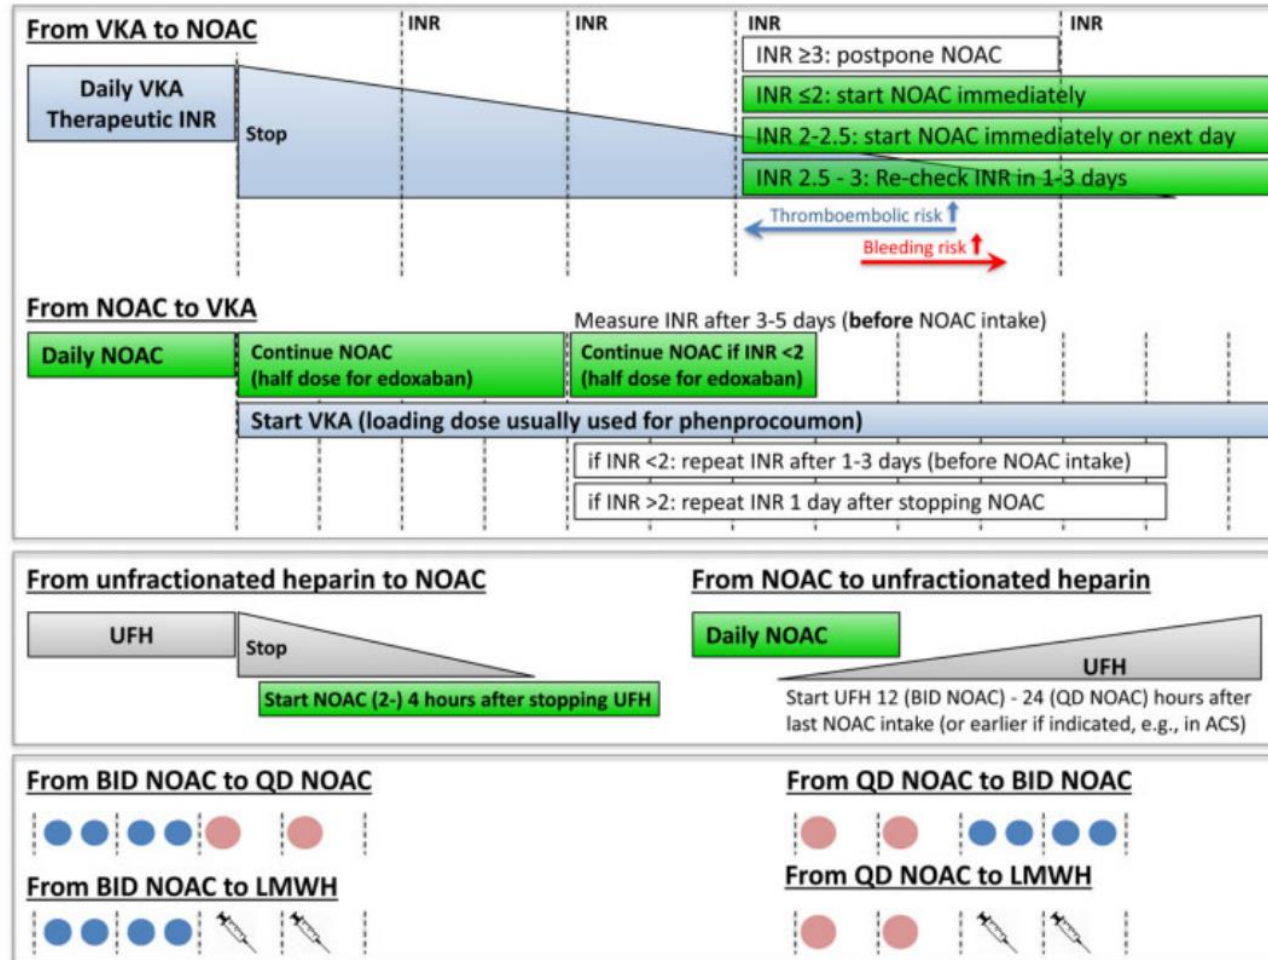 From VKA to NOAC
INR
INR
INR
INR
Daily VKA
Therapeutic INR
Stop
INR ≥3: postpone NOAC
INR ≤2: start NOAC immediately
INR 2-2.5: start NOAC immediately or next day
INR 2.5 - 3: Re-check INR in 1-3 days
Thromboembolic risk
Bleeding risk
From NOAC to VKA
Measure INR after 3-5 days (before NOAC intake)
Daily NOAC
Continue NOAC
(half dose for edoxaban)
Continue NOAC if INR <2
(half dose for edoxaban)
Start VKA (loading dose usually used for phenprocoumon)
if INR <2: repeat INR after 1-3 days (before NOAC intake)
if INR >2: repeat INR 1 day after stopping NOAC
From unfractionated heparin to NOAC
UFH
Stop
Start NOAC (2-) 4 hours after stopping UFH
From NOAC to unfractionated heparin
Daily NOAC
UFH
Start UFH 12 (BID NOAC) - 24 (QD NOAC) hours after
last NOAC intake (or earlier if indicated, e.g., in ACS)
From BID NOAC to QD NOAC
From QD NOAC to BID NOAC
From BID NOAC to LMWH
From QD NOAC to LMWH